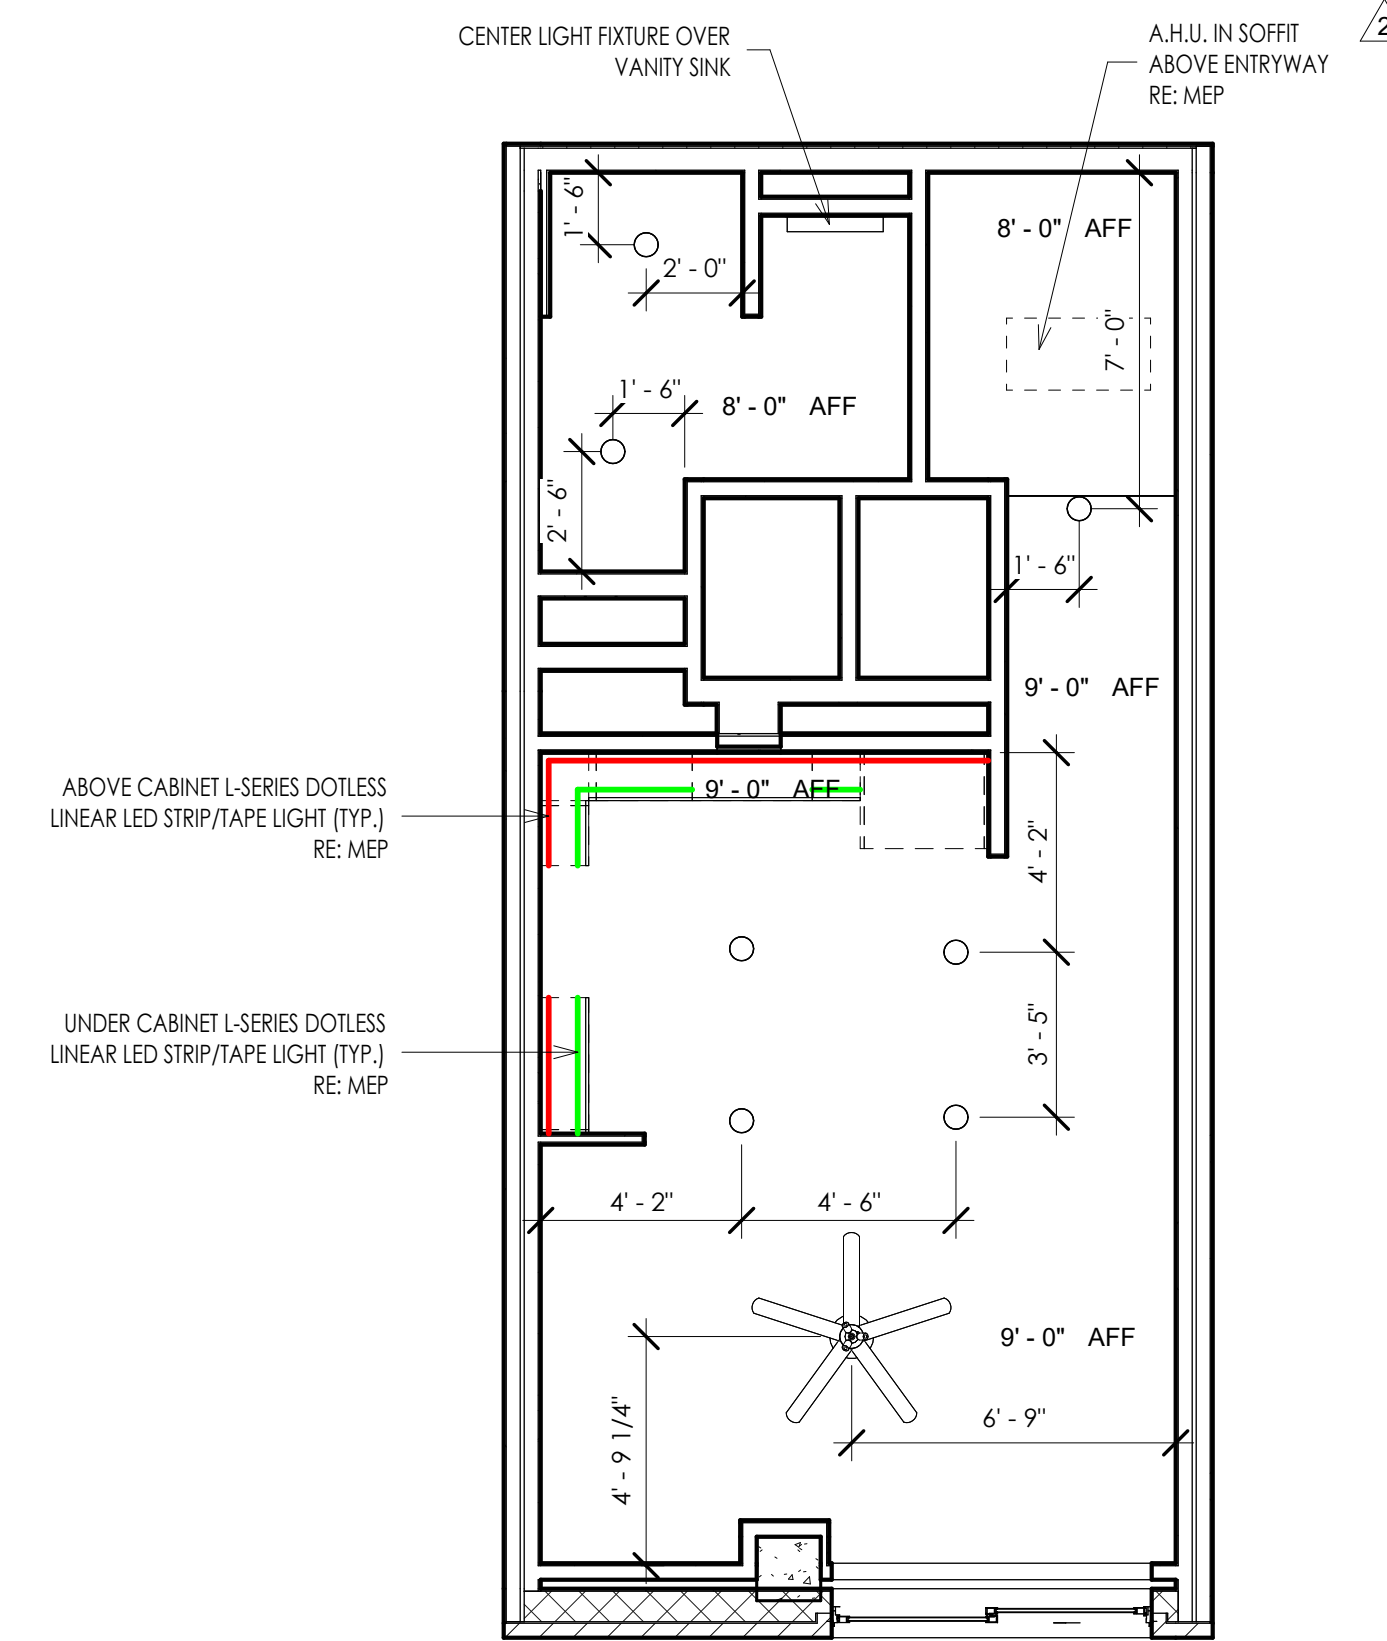 CENTER LIGHT FIXTURE OVER
VANITY SINK
A.H.U. IN SOFFIT
ABOVE ENTRYWAY
RE: MEP
2
1' - 6"
2' - 0"
8' - 0" AFF
7' - 0"
1' - 6"
8' - 0" AFF
2' - 6"
1' - 6"
9' - 0" AFF
ABOVE CABINET L-SERIES DOTLESS
LINEAR LED STRIP/TAPE LIGHT (TYP.)
RE: MEP
9' - 0" AFF
4' - 2"
3' - 5"
UNDER CABINET L-SERIES DOTLESS
LINEAR LED STRIP/TAPE LIGHT (TYP.)
RE: MEP
4' - 2"
4' - 6"
9' - 0" AFF
4' - 9 1/4"
6' - 9"